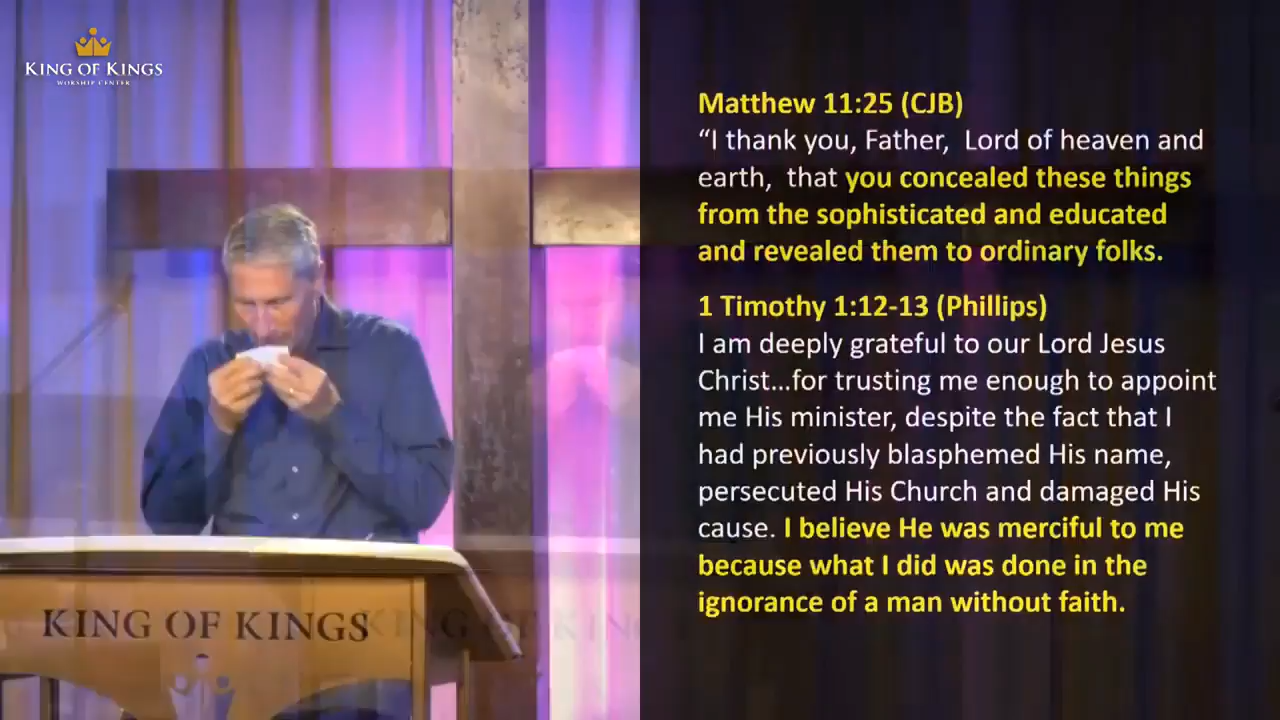 KING OF KINGS
WORSHIP CENTER
Matthew 11:25 (CJB)
“I thank you, Father,  Lord of heaven and
earth,  that you concealed these things
from the sophisticated and educated
and revealed them to ordinary folks.
1 Timothy 1:12-13 (Phillips)
I am deeply grateful to our Lord Jesus
Christ…for trusting me enough to appoint
me His minister, despite the fact that I
had previously blasphemed His name,
persecuted His Church and damaged His
cause. I believe He was merciful to me
because what I did was done in the
ignorance of a man without faith.
KING OF KINGS